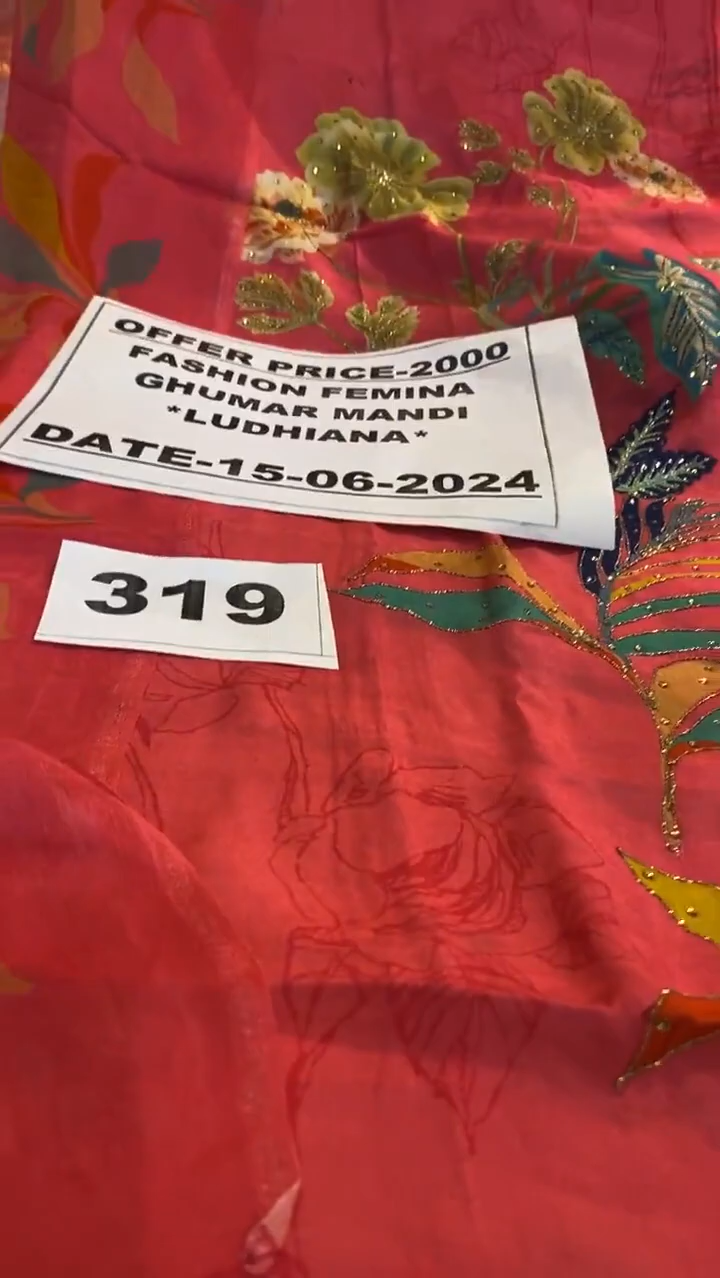 OFFER PRICE-2000
FASHION FEMINA
GHUMAR MANDI
*LUDHIANA*
DATE-15-06-2024
319